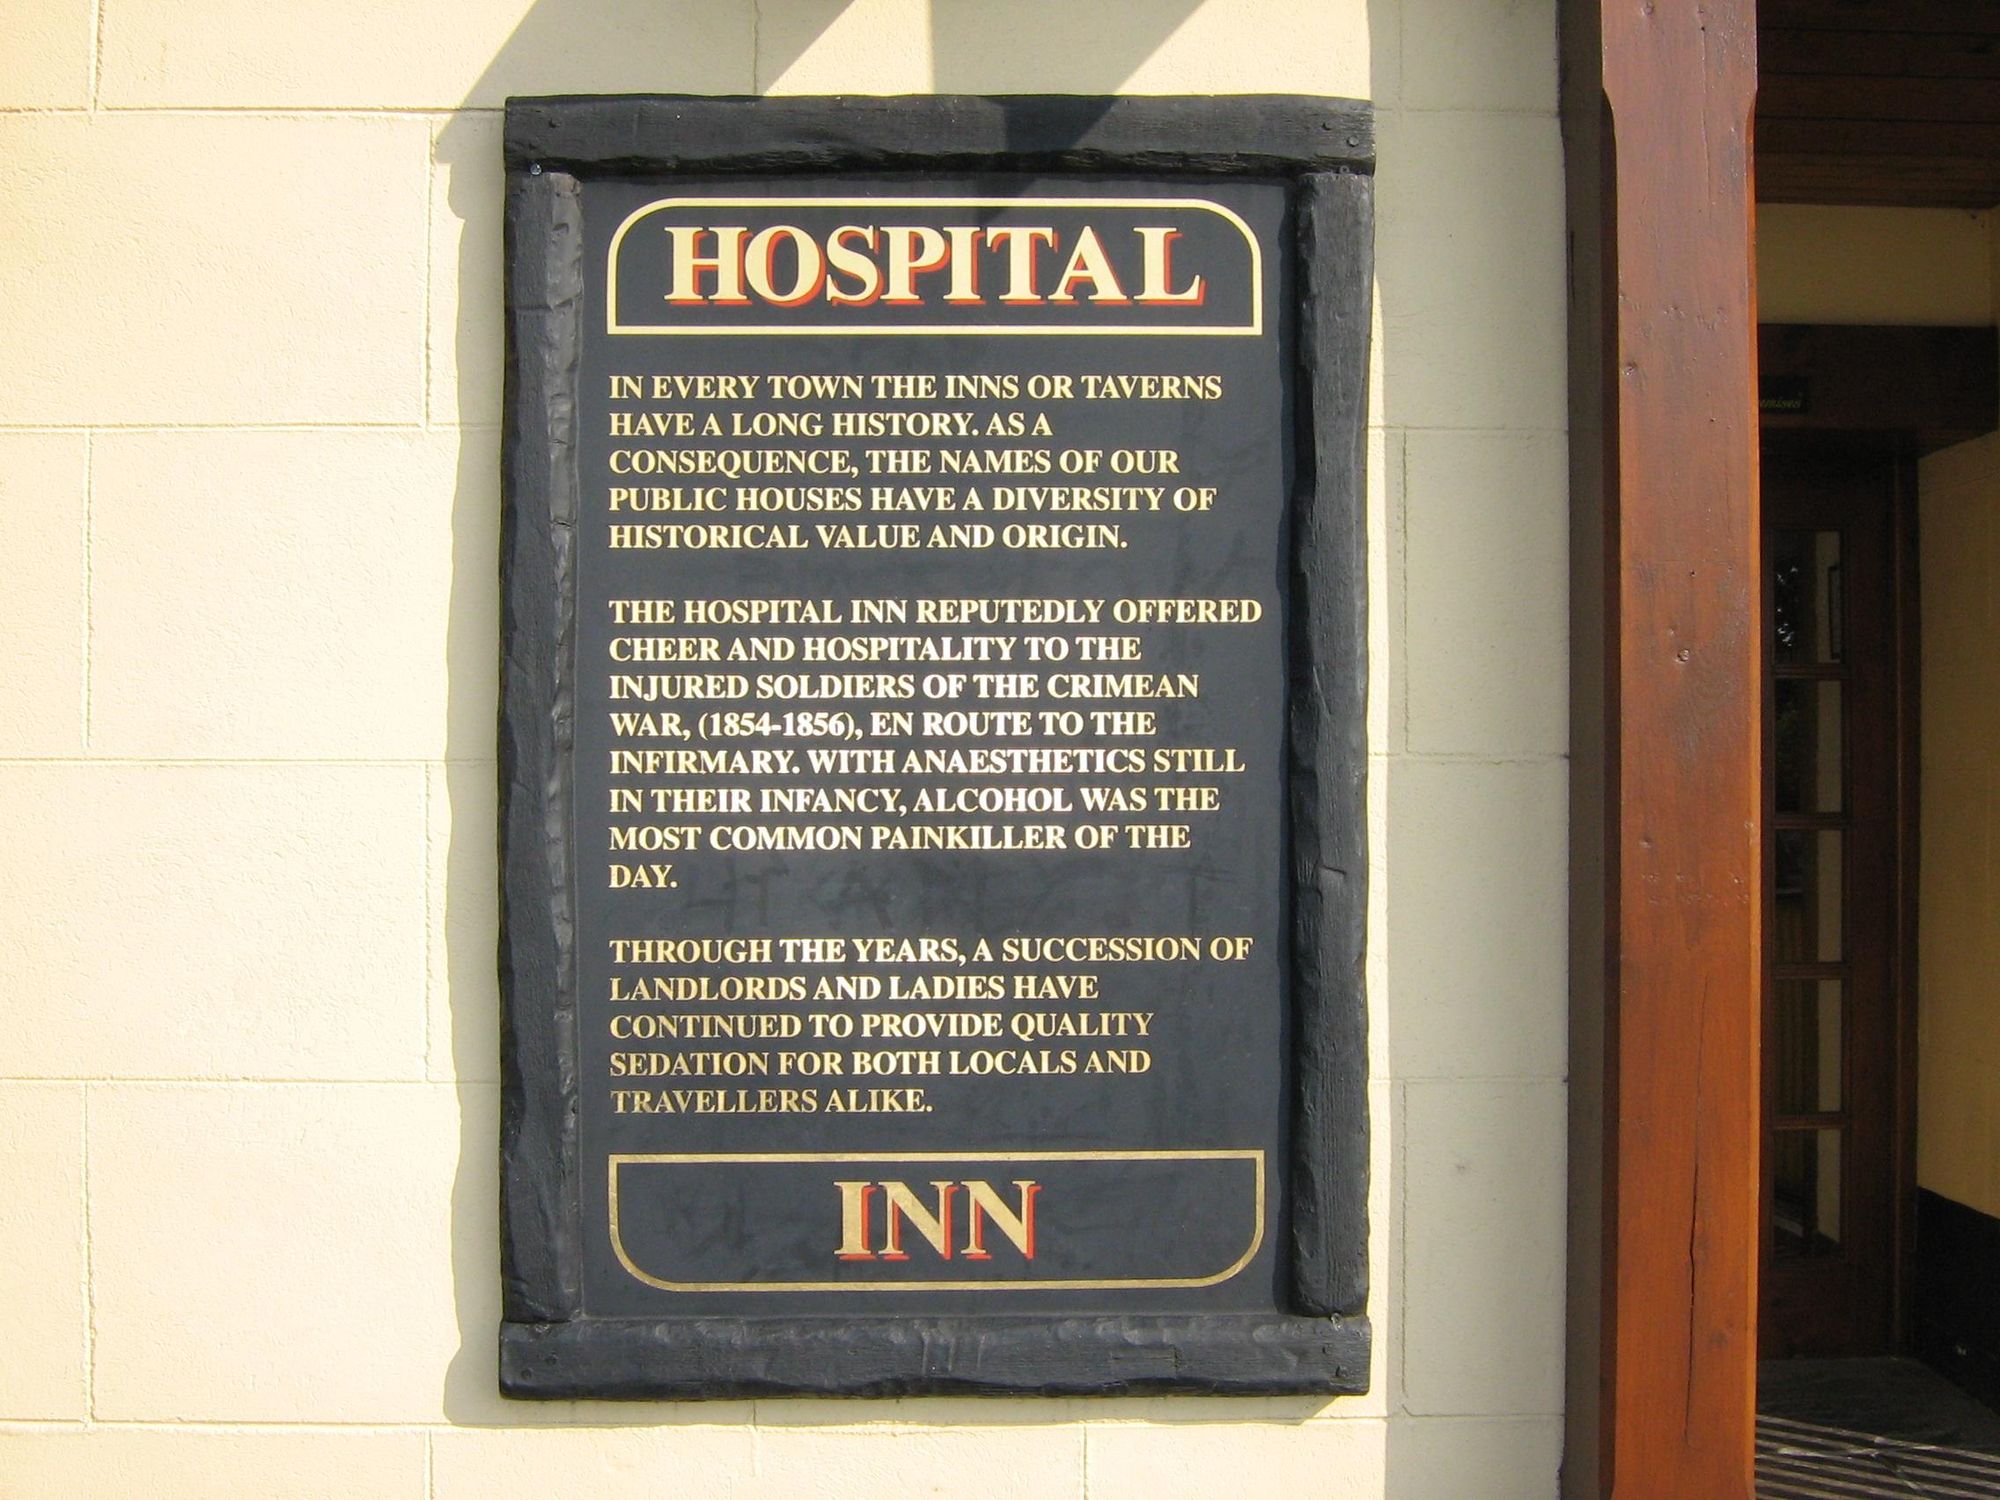 HOSPITAL
IN EVERY TOWN THE INNS OR TAVERNS
HAVE A LONG HISTORY. AS A
CONSEQUENCE, THE NAMES OF OUR
PUBLIC HOUSES HAVE A DIVERSITY OF
HISTORICAL VALUE AND ORIGIN.
THE HOSPITAL INN REPUTEDLY OFFERED
CHEER AND HOSPITALITY TO THE
INJURED SOLDIERS OF THE CRIMEAN
WAR, (1854-1856), EN ROUTE TO THE
INFIRMARY. WITH ANAESTHETICS STILL
IN THEIR INFANCY, ALCOHOL WAS THE
MOST COMMON PAINKILLER OF THE
DAY.
THROUGH THE YEARS, A SUCCESSION OF
LANDLORDS AND LADIES HAVE
CONTINUED TO PROVIDE QUALITY
SEDATION FOR BOTH LOCALS AND
TRAVELLERS ALIKE.
INN